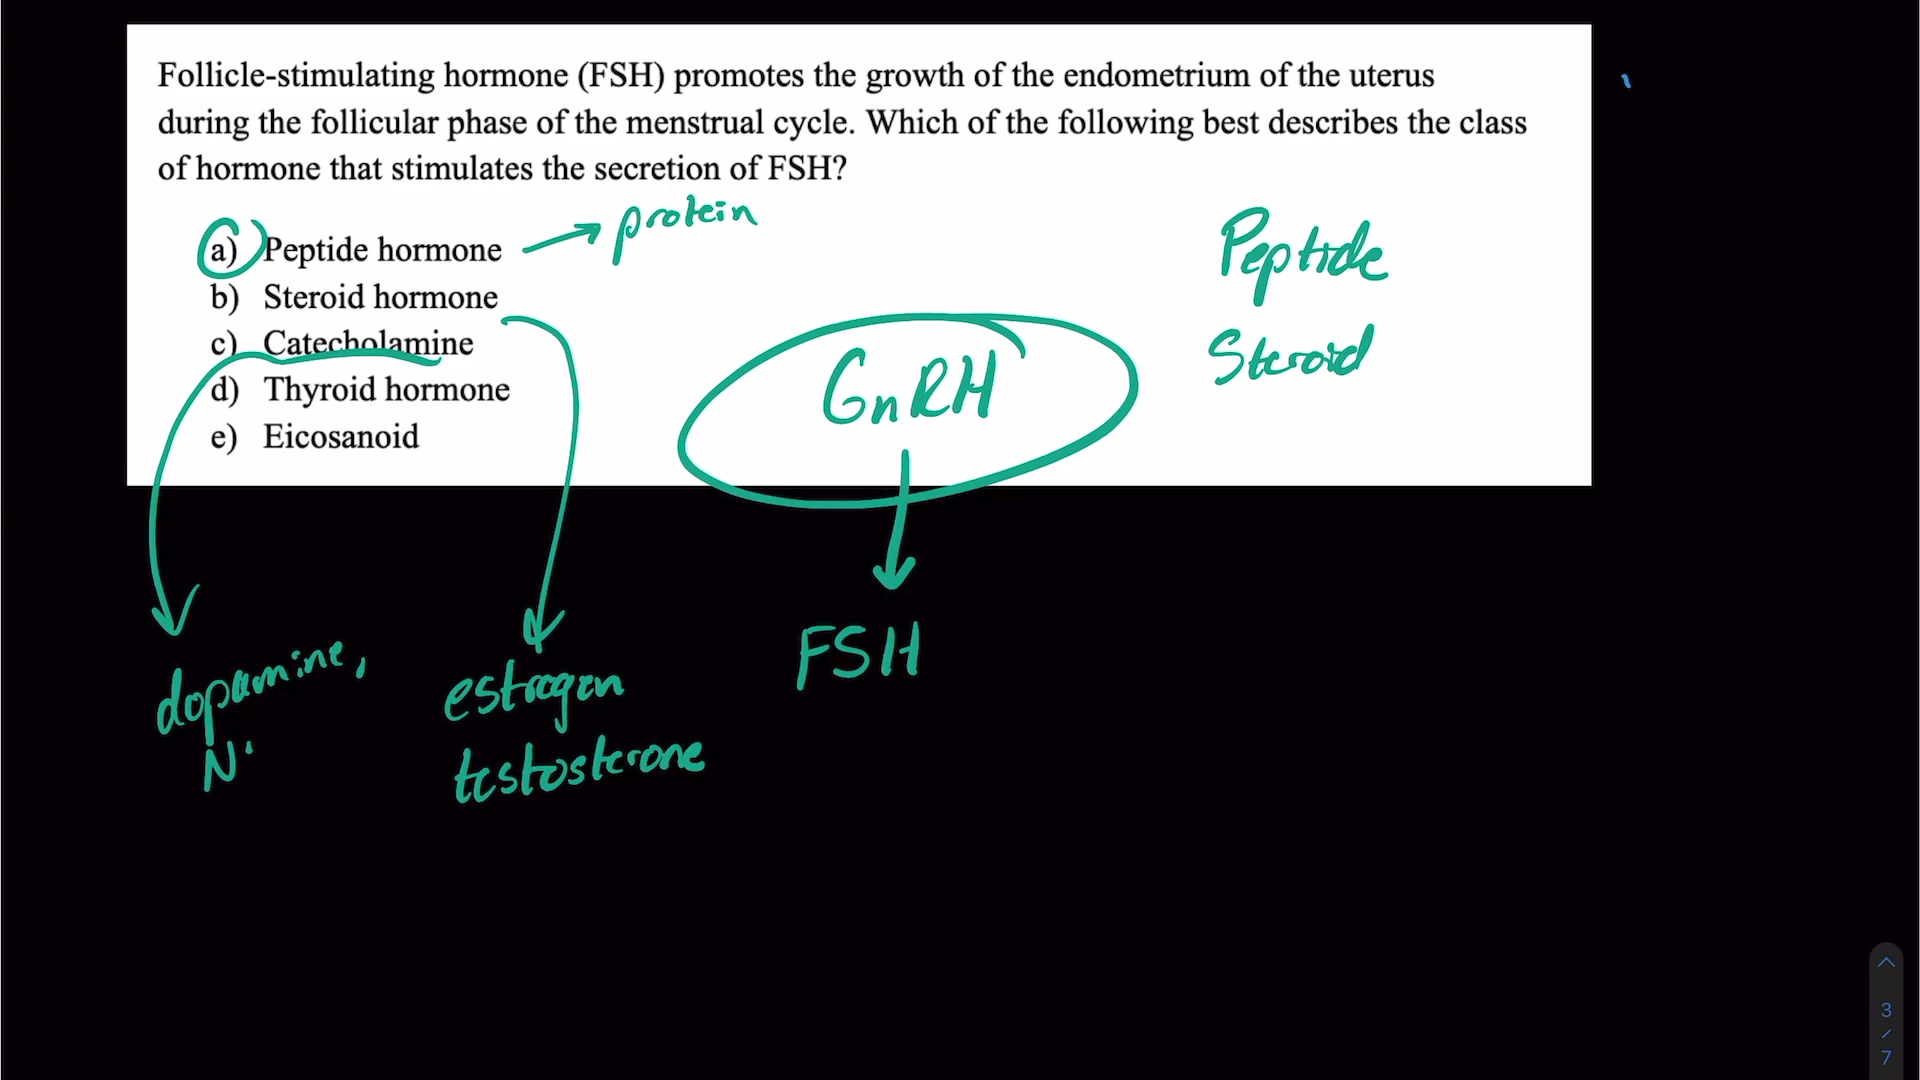 Follicle-stimulating hormone (FSH) promotes the growth of the endometrium of the uterus
during the follicular phase of the menstrual cycle. Which of the following best describes the class
of hormone that stimulates the secretion of FSH?
a) Peptide hormone
protein
b) Steroid hormone
c) Catecholamine
d) Thyroid hormone
e) Eicosanoid
Peptide
Steroid
GnRH
FSH
dopamine,
N
estrogen
testosterone
3
/
7